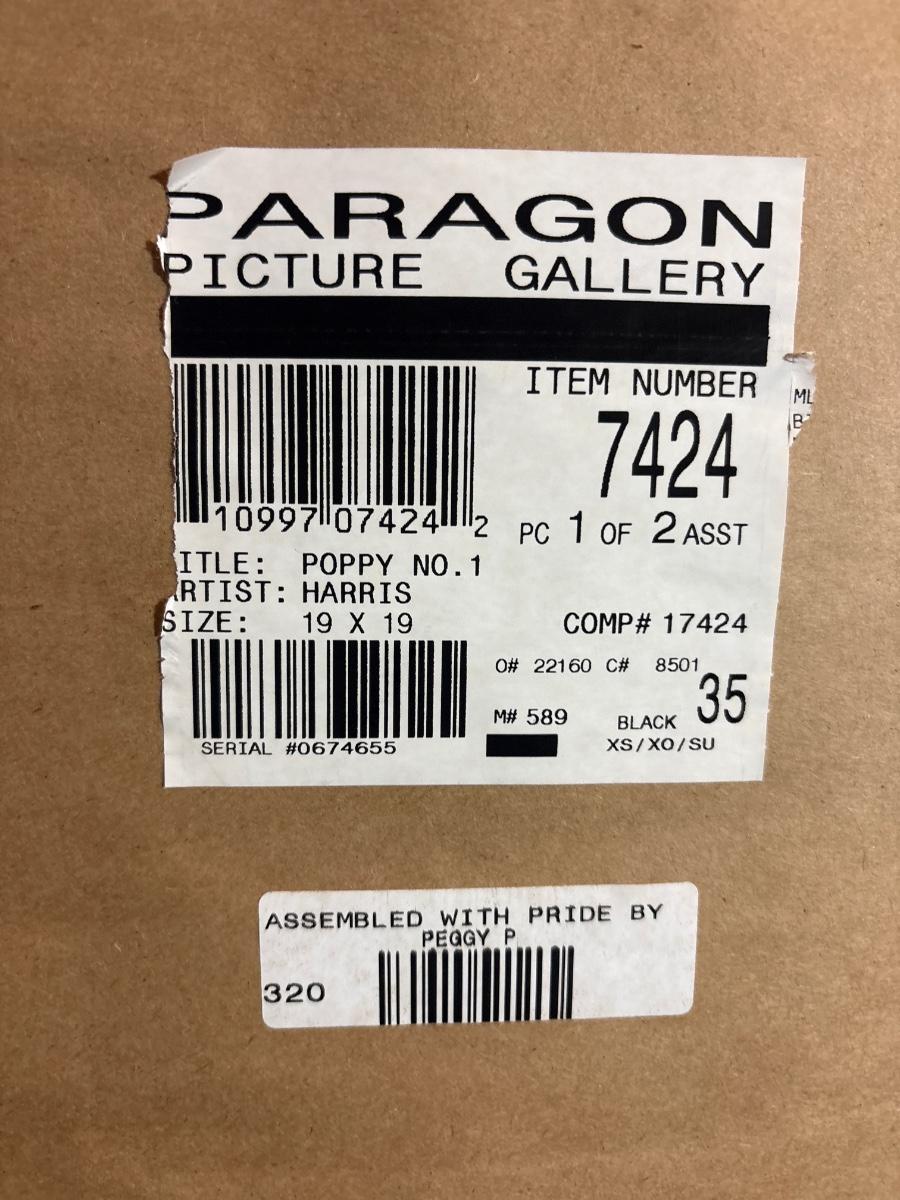 PARAGON
PICTURE GALLERY
ITEM NUMBER
7424
10997 07424 2
PC 1 OF 2 ASST
ITLE: POPPY NO.1
RTIST: HARRIS
SIZE: 19 X 19
COMP# 17424
O# 22160 C# 8501
35
M# 589
BLACK
SERIAL #0674655
XS/XO/SU
ML
ASSEMBLED WITH PRIDE BY
PEGGY P
320